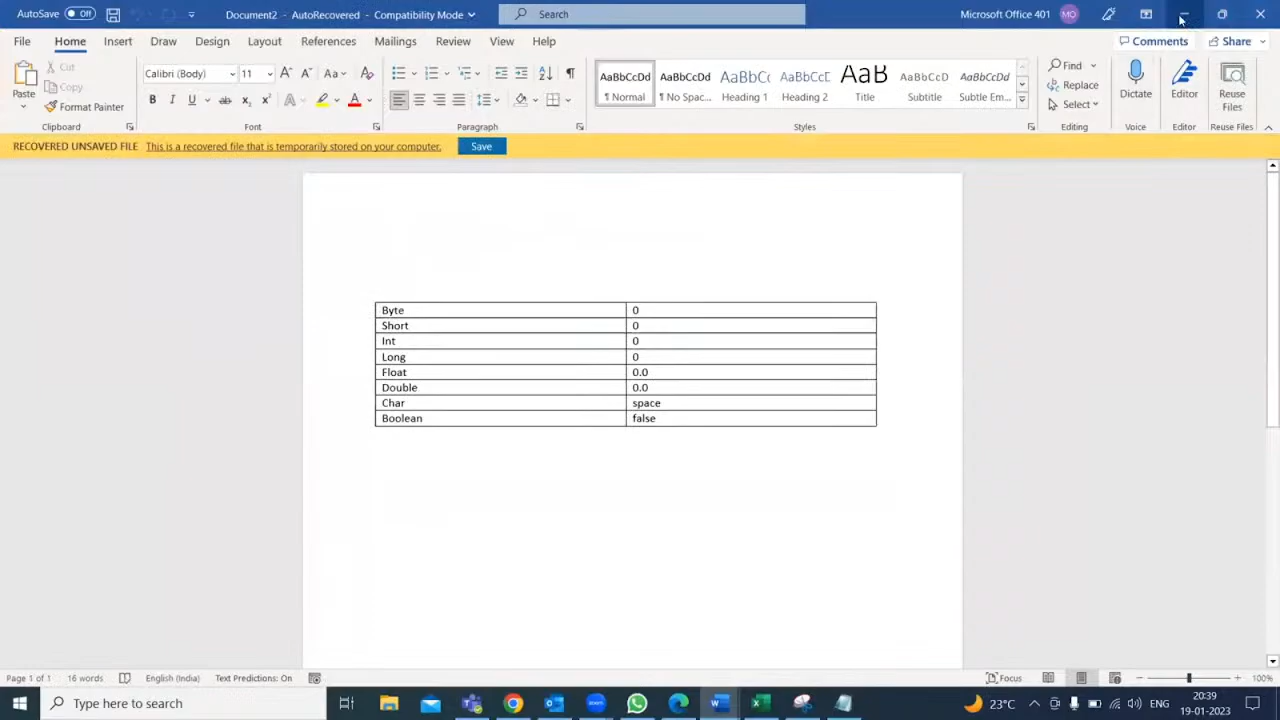 AutoSave Off Document2 - AutoRecovered - Compatibility Mode Search Microsoft Office 401 MO
File Home Insert Draw Design Layout References Mailings Review View Help Comments Share
Paste Cut Copy Format Painter
Calibri (Body) 11
AaBbCcDd AaBbCcDd AaBbCc AaBbCcD AaB AaBbCcD AaBbCcDd
¶ Normal ¶ No Spac... Heading 1 Heading 2 Title Subtitle Subtle Em...
Find Replace Select
Dictate Editor Reuse Files
Clipboard Font Paragraph Styles Editing Voice Editor Reuse Files
RECOVERED UNSAVED FILE This is a recovered file that is temporarily stored on your computer. Save
Byte 0
Short 0
Int 0
Long 0
Float 0.0
Double 0.0
Char space
Boolean false
Page 1 of 1 16 words English (India) Text Predictions: On Focus 100%
Type here to search 23°C 20:39
19-01-2023